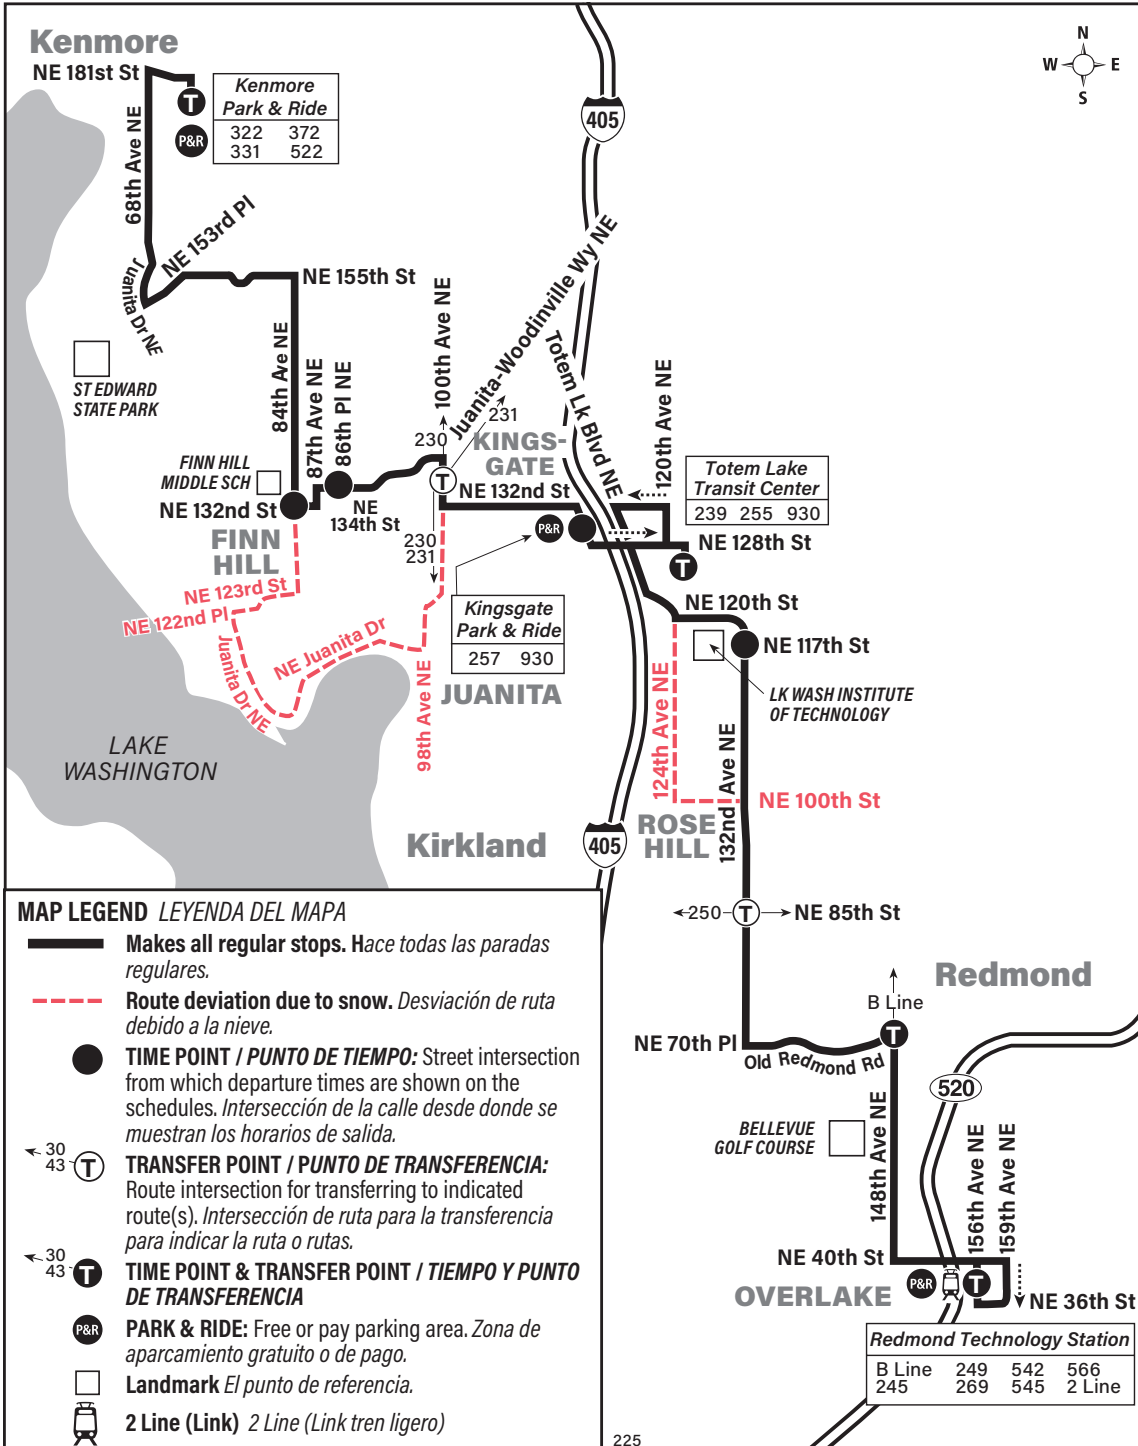 Kenmore
NE 181st St
Kenmore
Park & Ride
322 372
331 522
P&R
T
68th Ave NE
N
W E
S
405
NE 153rd Pl
Juanita Dr NE
NE 155th St
ST EDWARD
STATE PARK
84th Ave NE
87th Ave NE
86th Pl NE
100th Ave NE
Juanita-Woodinville Wy NE
Totem Lk Blvd NE
120th Ave NE
231
230
KINGS-
GATE
FINN HILL
MIDDLE SCH
T
NE 132nd St
NE 132nd St
NE
134th St
Totem Lake
Transit Center
239 255 930
P&R
NE 128th St
T
FINN
HILL
230
231
NE 123rd St
NE 122nd Pl
Juanita Dr NE
NE Juanita Dr
98th Ave NE
Kingsgate
Park & Ride
257 930
JUANITA
NE 120th St
NE 117th St
LK WASH INSTITUTE
OF TECHNOLOGY
124th Ave NE
132nd Ave NE
NE 100th St
LAKE
WASHINGTON
Kirkland
405
ROSE
HILL
250
T
NE 85th St
Redmond
B Line
T
NE 70th Pl
Old Redmond Rd
520
BELLEVUE
GOLF COURSE
148th Ave NE
156th Ave NE
159th Ave NE
NE 40th St
P&R
T
OVERLAKE
NE 36th St
Redmond Technology Station
B Line 249 542 566
245 269 545 2 Line
MAP LEGEND LEYENDA DEL MAPA
Makes all regular stops. Hace todas las paradas
regulares.
Route deviation due to snow. Desviación de ruta
debido a la nieve.
TIME POINT / PUNTO DE TIEMPO: Street intersection
from which departure times are shown on the
schedules. Intersección de la calle desde donde se
muestran los horarios de salida.
30
43
T
TRANSFER POINT / PUNTO DE TRANSFERENCIA:
Route intersection for transferring to indicated
route(s). Intersección de ruta para la transferencia
para indicar la ruta o rutas.
30
43
T
TIME POINT & TRANSFER POINT / TIEMPO Y PUNTO
DE TRANSFERENCIA
P&R
PARK & RIDE: Free or pay parking area. Zona de
aparcamiento gratuito o de pago.
Landmark El punto de referencia.
2 Line (Link) 2 Line (Link tren ligero)
225